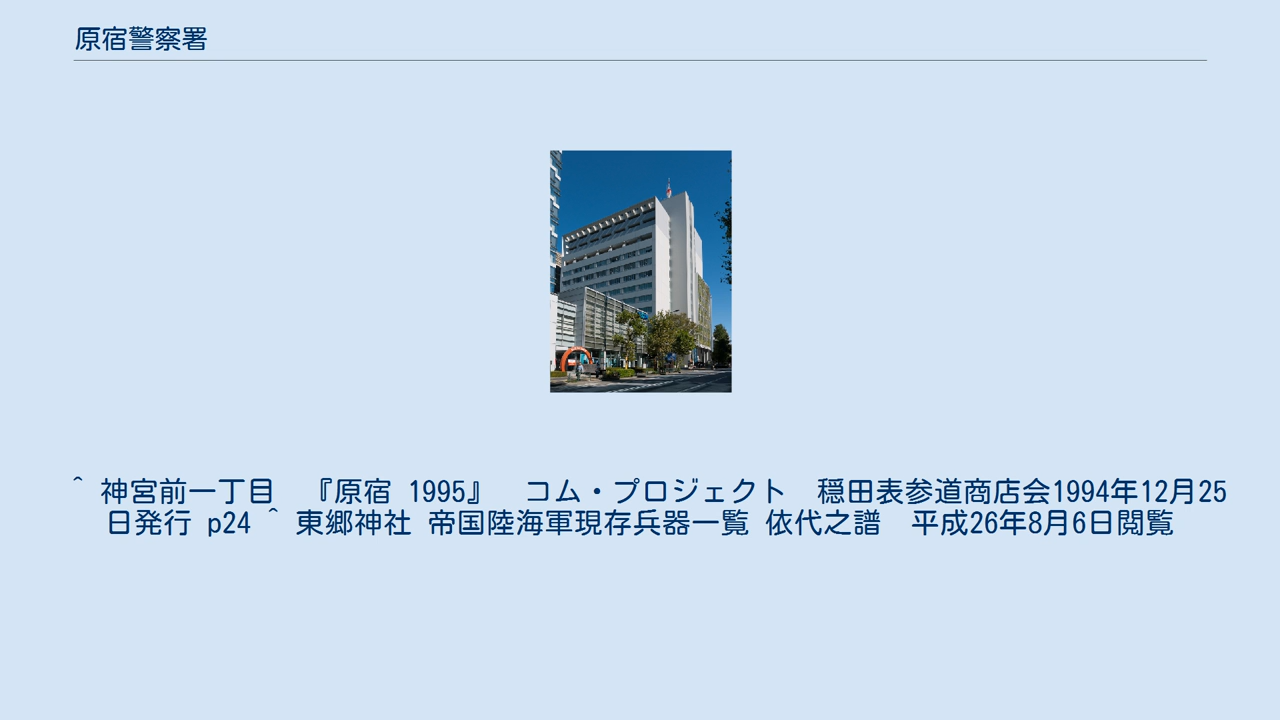 原宿警察署
^ 神宮前一丁目　『原宿 1995』　コム・プロジェクト　穏田表参道商店会1994年12月25
日発行 p24 ^ 東郷神社 帝国陸海軍現存兵器一覧 依代之譜　平成26年8月6日閲覧